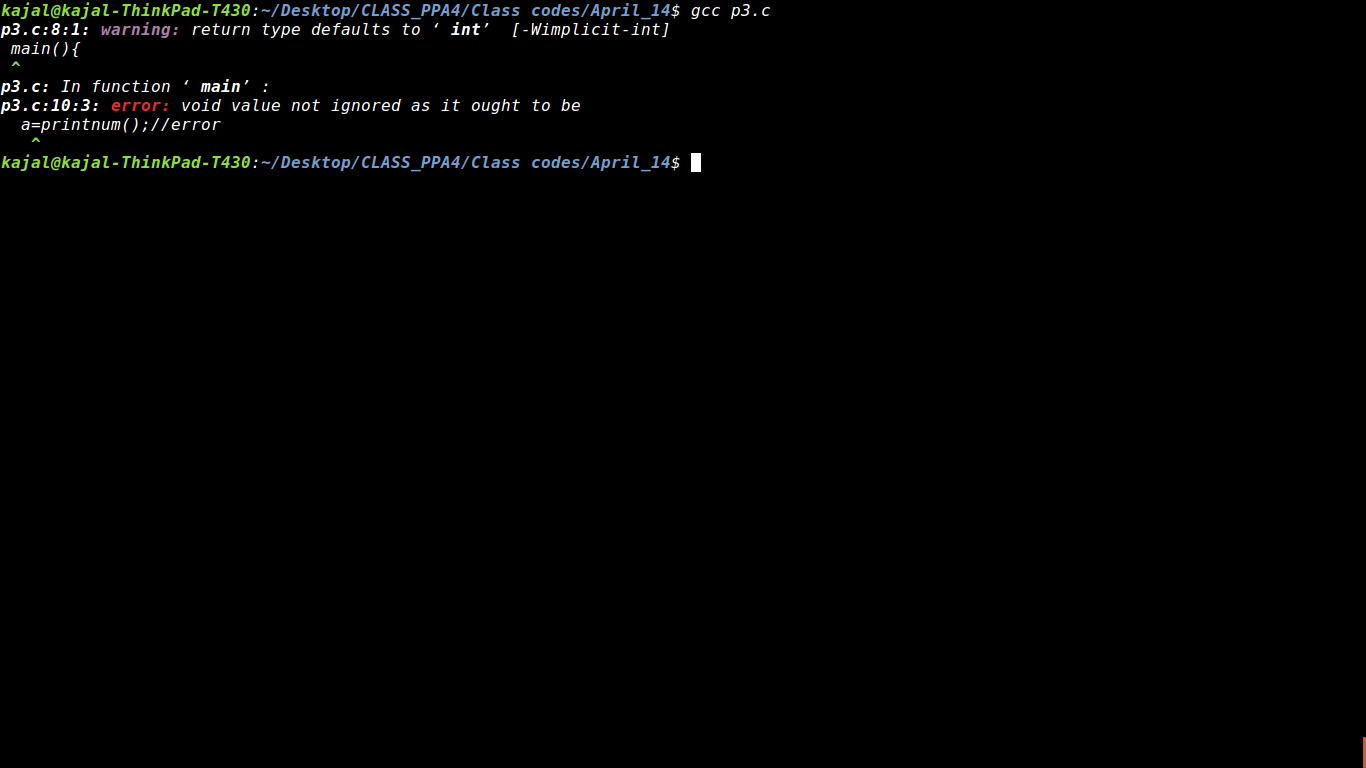 kajal@kajal-ThinkPad-T430:~/Desktop/CLASS_PPA4/Class codes/April_14$ gcc p3.c
p3.c:8:1: warning: return type defaults to ‘ int’  [-Wimplicit-int]
 main(){
 ^
p3.c: In function ‘ main’ :
p3.c:10:3: error: void value not ignored as it ought to be
  a=printnum();//error
   ^
kajal@kajal-ThinkPad-T430:~/Desktop/CLASS_PPA4/Class codes/April_14$